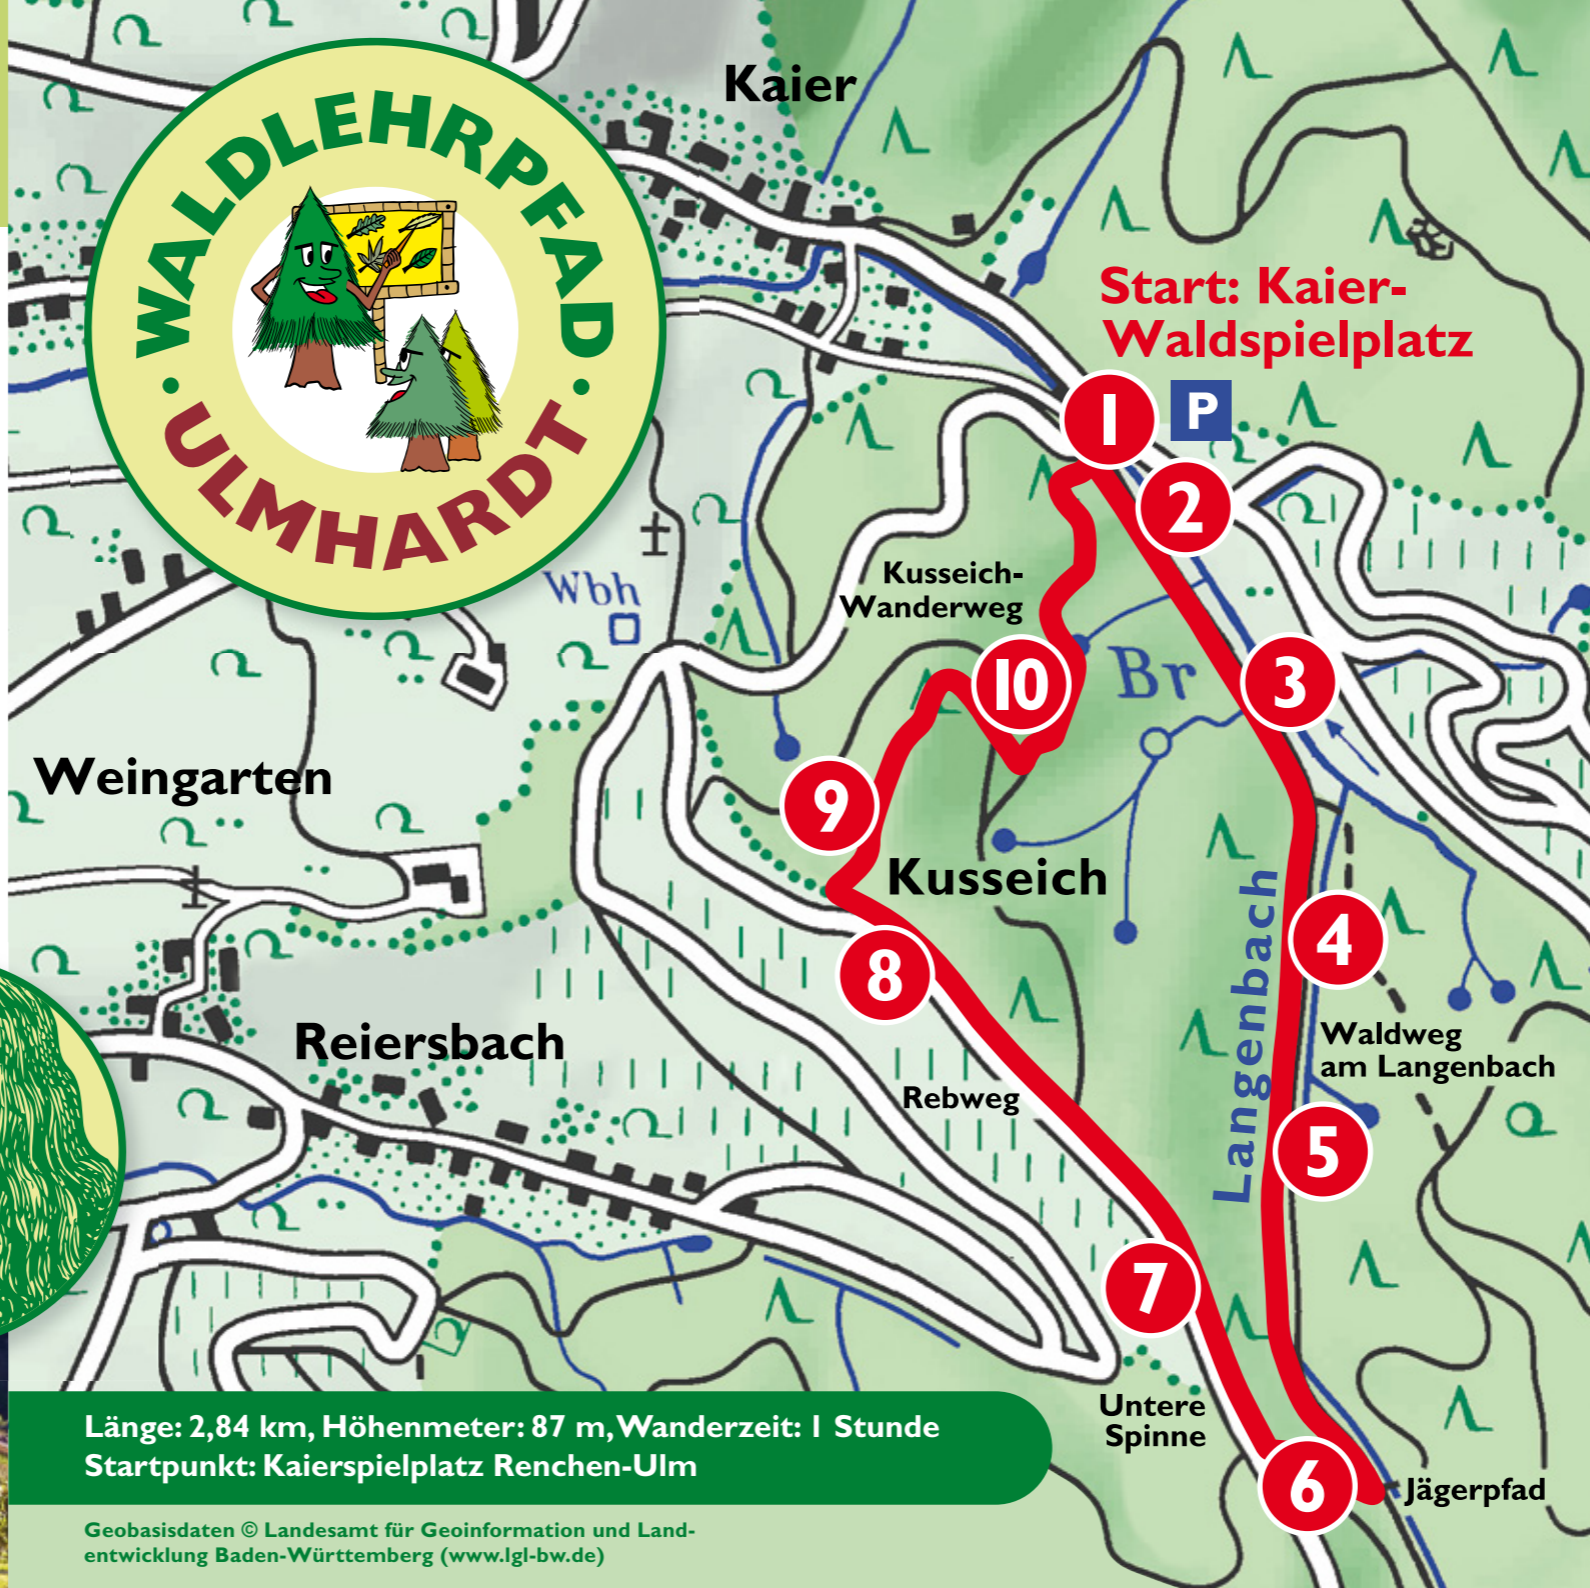 WALDLEHRPFAD
ULMHARDT
Kaier
Start: Kaier-
Waldspielplatz
1
P
2
Kusseich-
Wanderweg
Wbh
10
Br
3
Weingarten
9
Kusseich
Langenbach
4
8
Reiersbach
Waldweg
am Langenbach
Rebweg
5
7
Untere
Spinne
6
Jägerpfad
Länge: 2,84 km, Höhenmeter: 87 m, Wanderzeit: 1 Stunde
Startpunkt: Kaierspielplatz Renchen-Ulm
Geobasisdaten © Landesamt für Geoinformation und Land-
entwicklung Baden-Württemberg (www.lgl-bw.de)